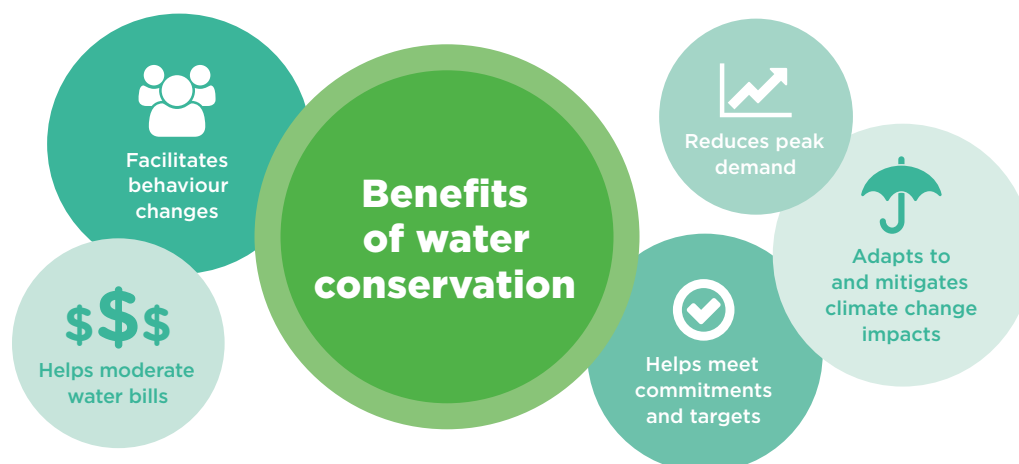 Facilitates
behaviour
changes
$$$
Helps moderate
water bills
Benefits
of water
conservation
Reduces peak
demand
Adapts to
and mitigates
climate change
impacts
Helps meet
commitments
and targets